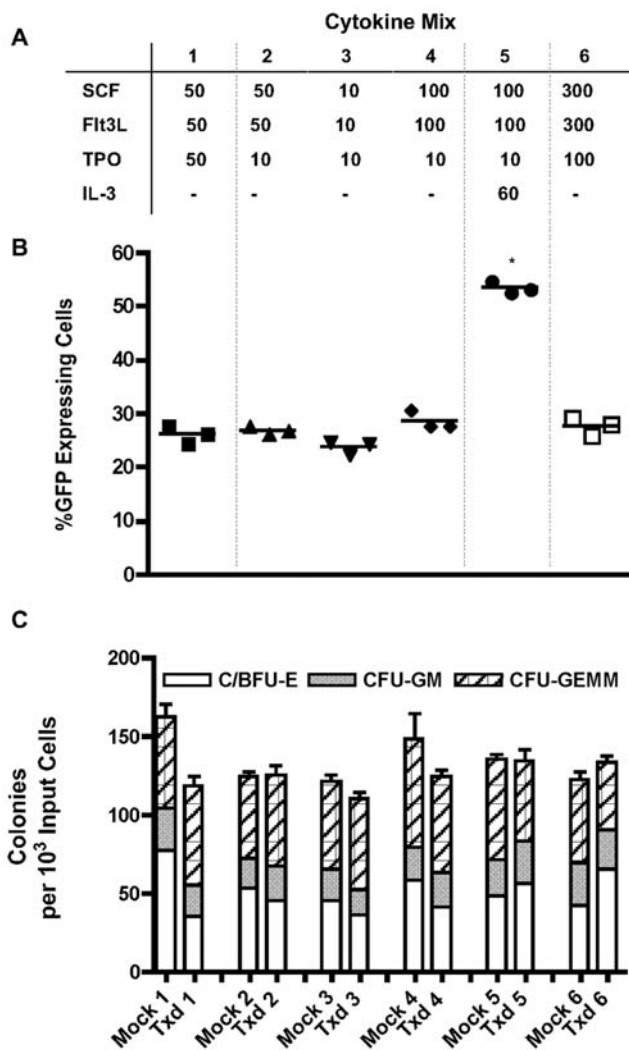 Cytokine Mix
A
1 2 3 4 5 6
SCF 50 50 10 100 100 300
Flt3L 50 50 10 100 100 300
TPO 50 10 10 10 10 100
IL-3 - - - - 60 -
B
60
50
40
30
20
10
0
%GFP Expressing Cells
*
C
200
150
100
50
0
Colonies
per 10³ Input Cells
C/BFU-E CFU-GM CFU-GEMM
Mock 1 Txd 1 Mock 2 Txd 2 Mock 3 Txd 3 Mock 4 Txd 4 Mock 5 Txd 5 Mock 6 Txd 6